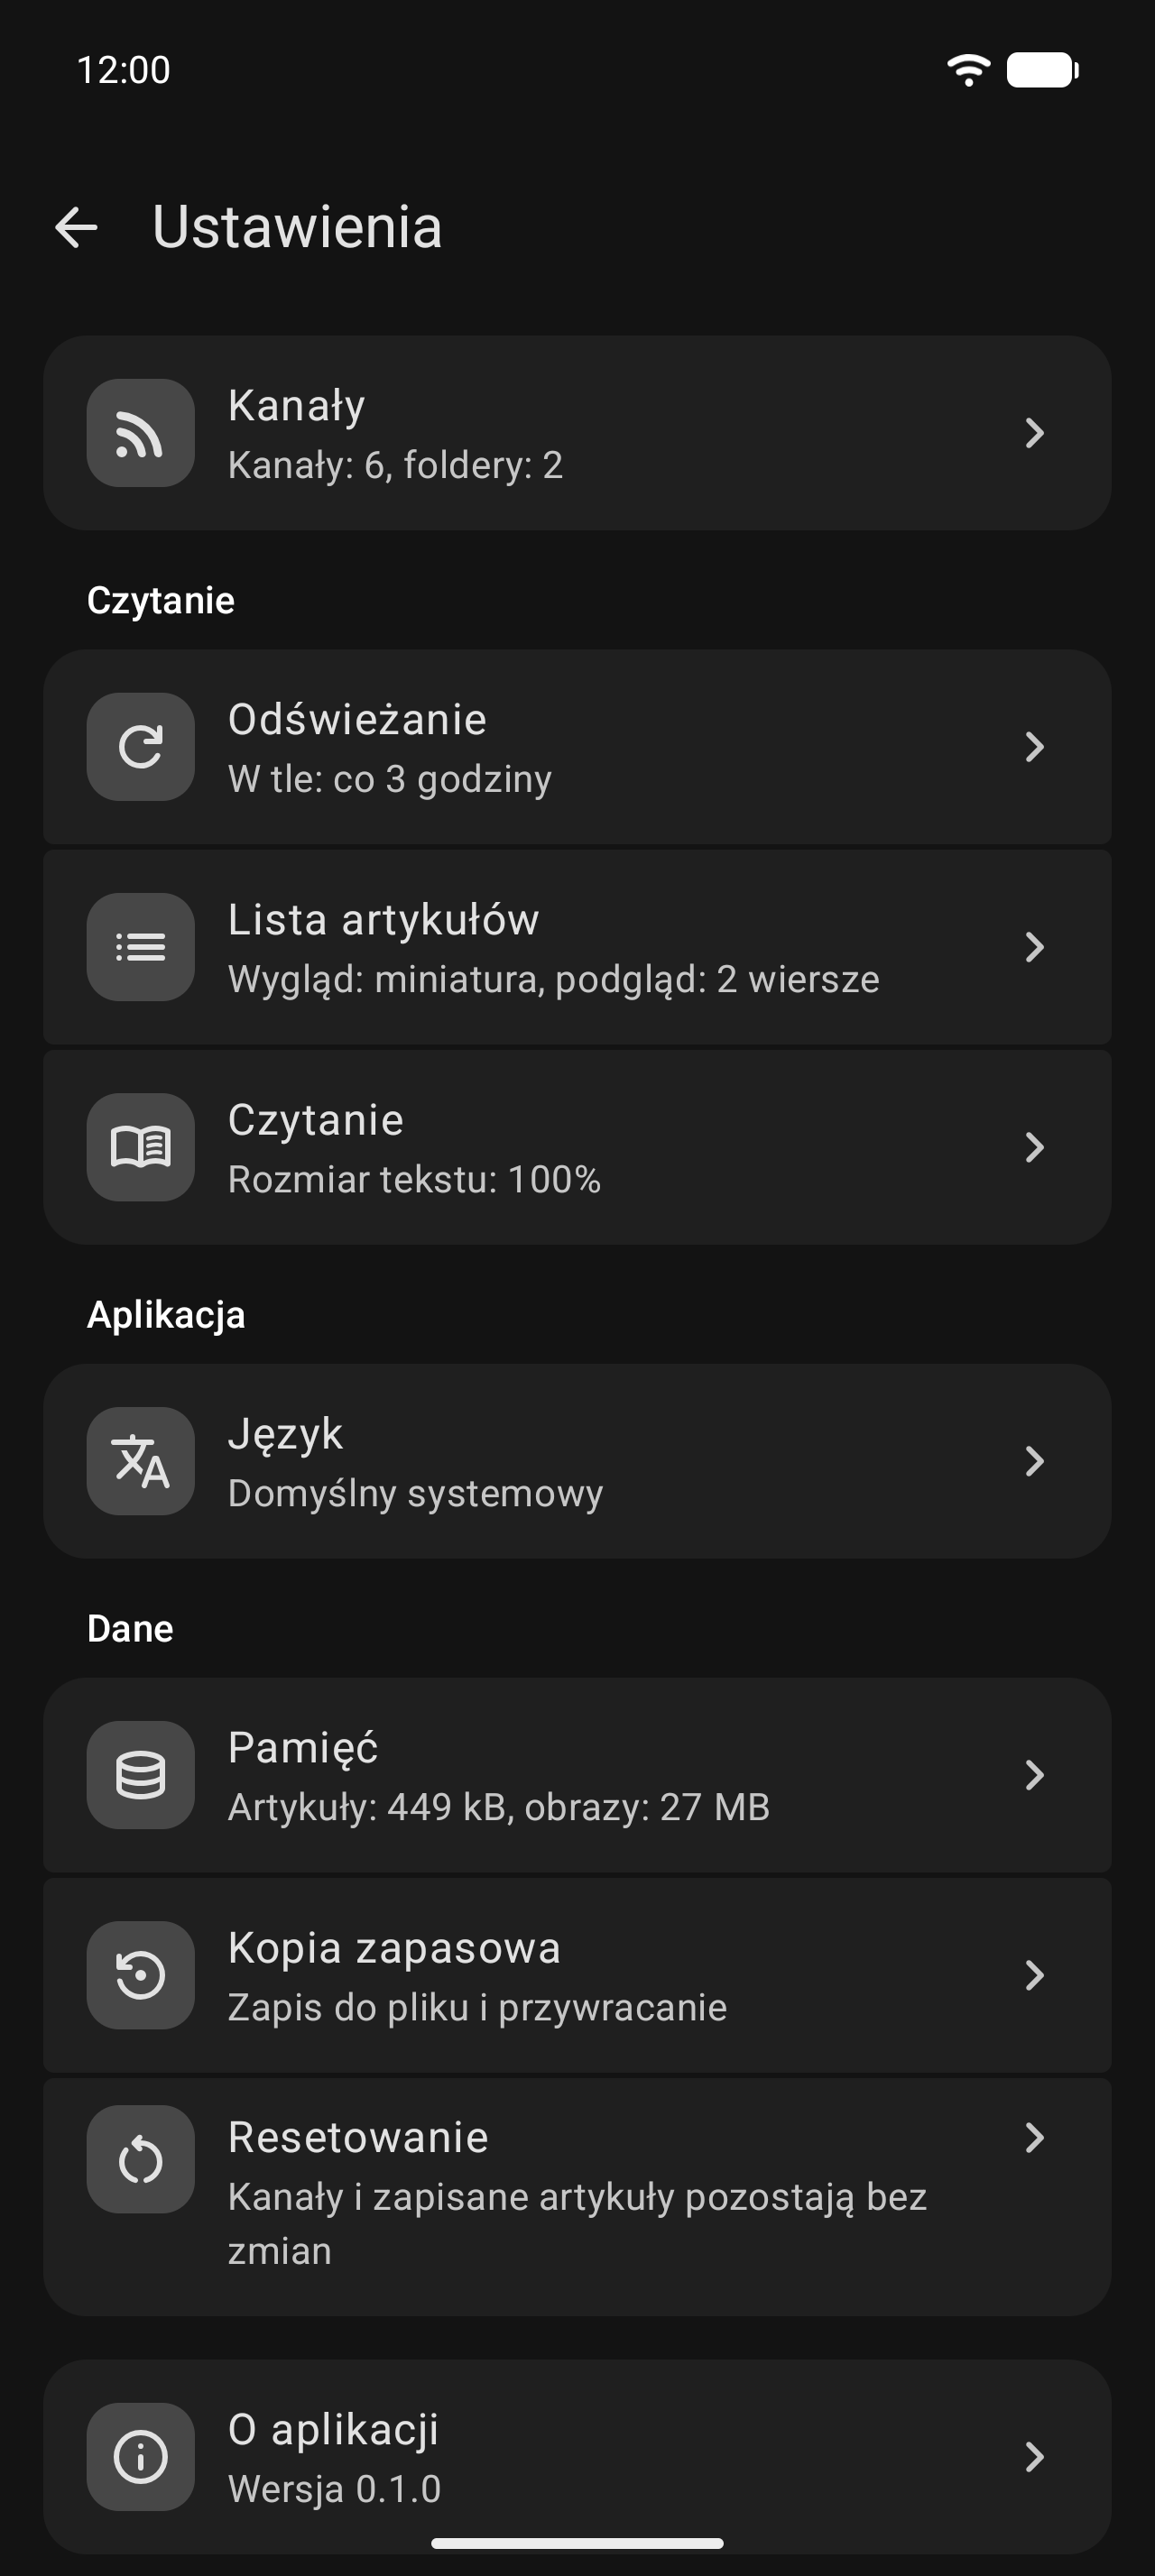 12:00
Ustawienia
Kanały
Kanały: 6, foldery: 2
Czytanie
Odświeżanie
W tle: co 3 godziny
Lista artykułów
Wygląd: miniatura, podgląd: 2 wiersze
Czytanie
Rozmiar tekstu: 100%
Aplikacja
Język
Domyślny systemowy
Dane
Pamięć
Artykuły: 449 kB, obrazy: 27 MB
Kopia zapasowa
Zapis do pliku i przywracanie
Resetowanie
Kanały i zapisane artykuły pozostają bez
zmian
O aplikacji
Wersja 0.1.0